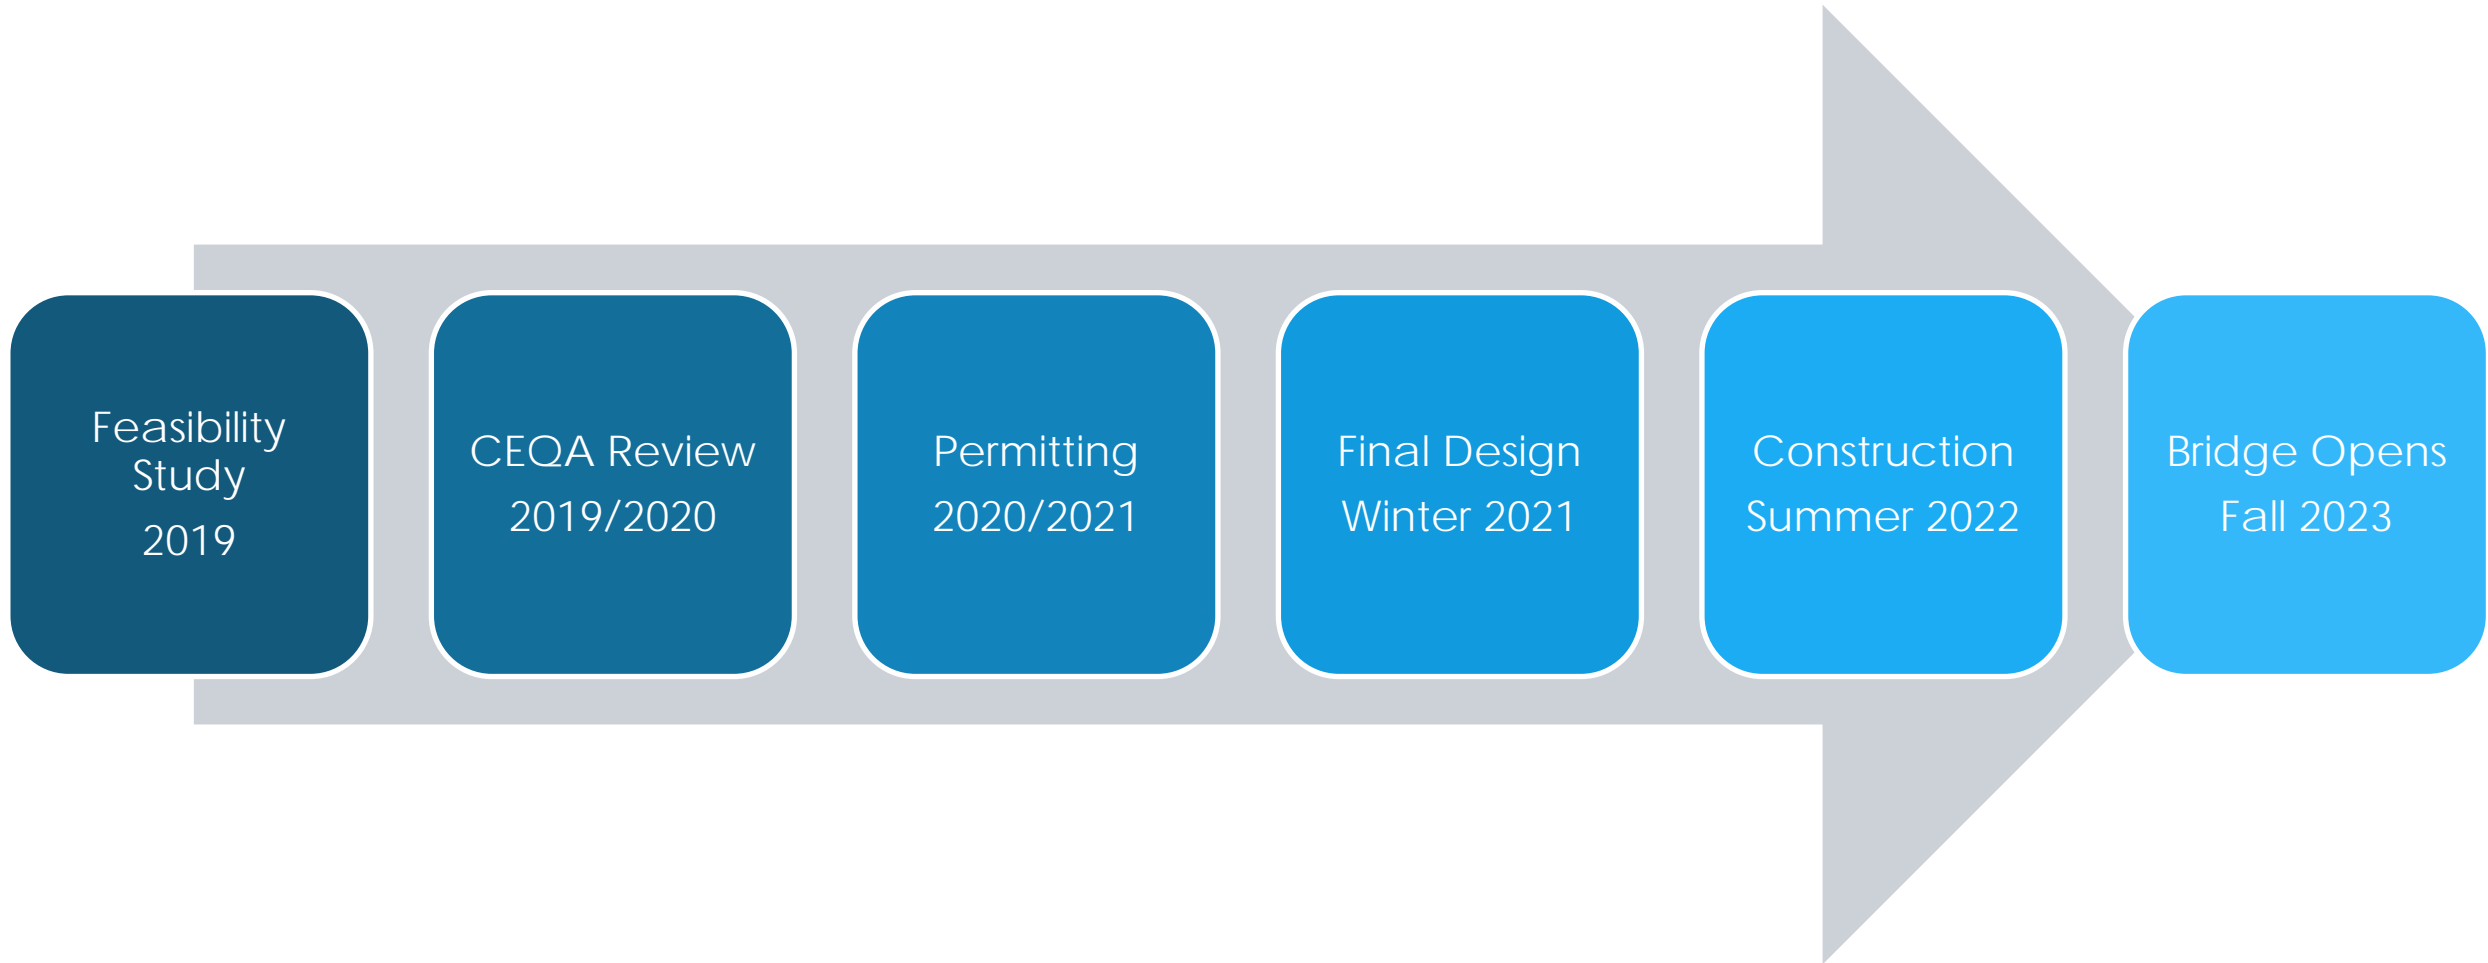 Feasibility
Study
2019
CEQA Review
2019/2020
Permitting
2020/2021
Final Design
Winter 2021
Construction
Summer 2022
Bridge Opens
Fall 2023